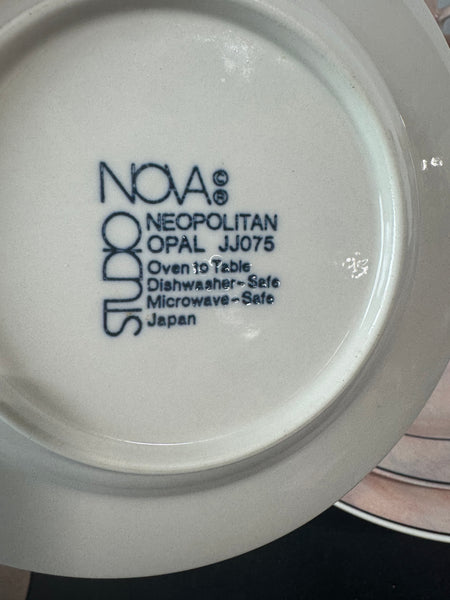 NOVA©®
STUDIO
NEOPOLITAN
OPAL JJ075
Oven to Table
Dishwasher-Safe
Microwave-Safe
Japan